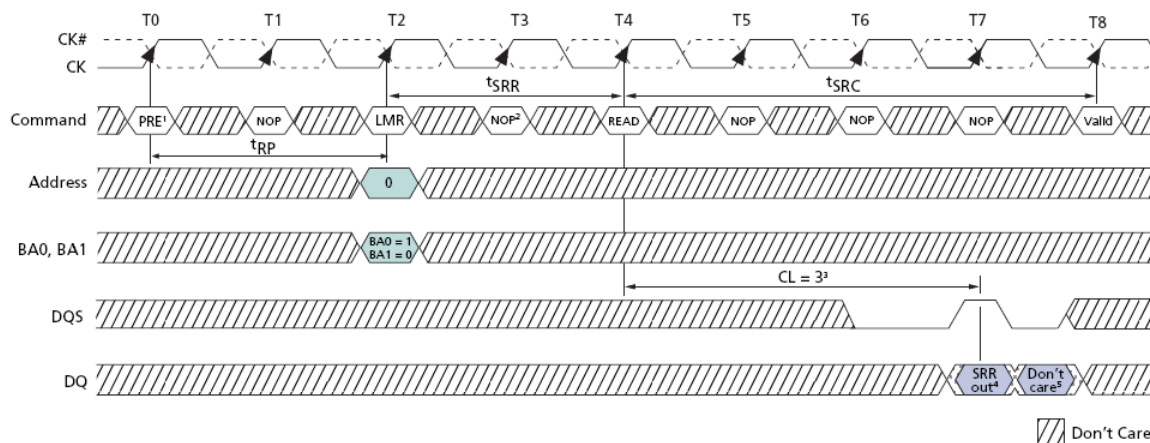 T0 T1 T2 T3 T4 T5 T6 T7 T8
CK#
CK
tSRR tSRC
Command PRE¹ NOP LMR NOP² READ NOP NOP NOP Valid
tRP
Address 0
BA0, BA1 BA0 = 1
BA1 = 0
CL = 3³
DQS
DQ SRR
out⁴ Don't
care⁵
Don't Care